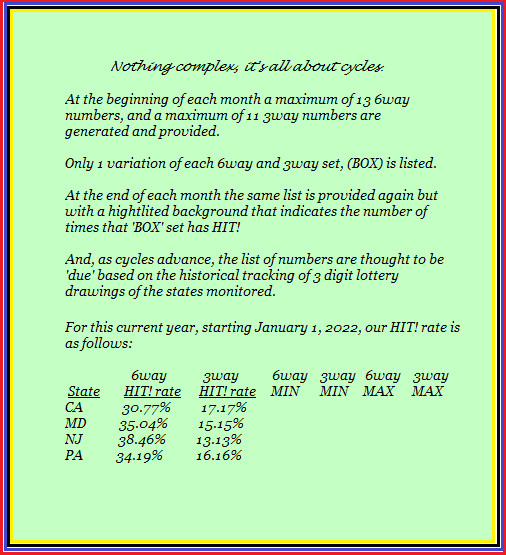 Nothing complex, it's all about cycles.
At the beginning of each month a maximum of 13 6way
numbers, and a maximum of 11 3way numbers are
generated and provided.
Only 1 variation of each 6way and 3way set, (BOX) is listed.
At the end of each month the same list is provided again but
with a hightlited background that indicates the number of
times that 'BOX' set has HIT!
And, as cycles advance, the list of numbers are thought to be
'due' based on the historical tracking of 3 digit lottery
drawings of the states monitored.
For this current year, starting January 1, 2022, our HIT! rate is
as follows:
6way 3way 6way 3way 6way 3way
State HIT! rate HIT! rate MIN MIN MAX MAX
CA 30.77% 17.17%
MD 35.04% 15.15%
NJ 38.46% 13.13%
PA 34.19% 16.16%